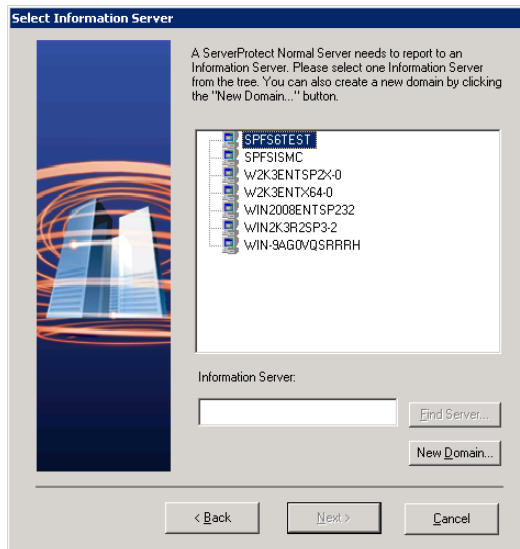 Select Information Server
A ServerProtect Normal Server needs to report to an
Information Server. Please select one Information Server
from the tree. You can also create a new domain by clicking
the "New Domain..." button.
SPFS6TEST
SPFSISMC
W2K3ENTSP2X-0
W2K3ENTX64-0
WIN2008ENTSP232
WIN2K3R2SP3-2
WIN-9AG0VQSRRRH
Information Server:
Find Server...
New Domain...
< Back
Next >
Cancel